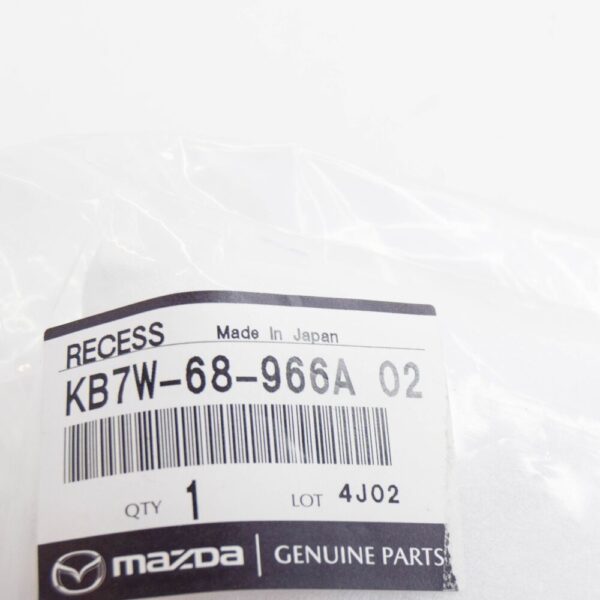 RECESS Made In Japan
KB7W-68-966A 02
QTY 1 LOT 4J02
mazda GENUINE PARTS